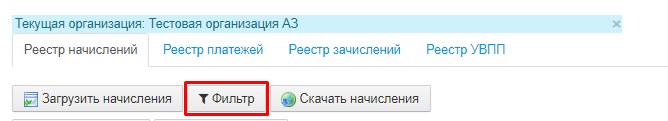 Текущая организация: Тестовая организация АЗ ×
Реестр начислений Реестр платежей Реестр зачислений Реестр УВПП
Загрузить начисления Фильтр Скачать начисления